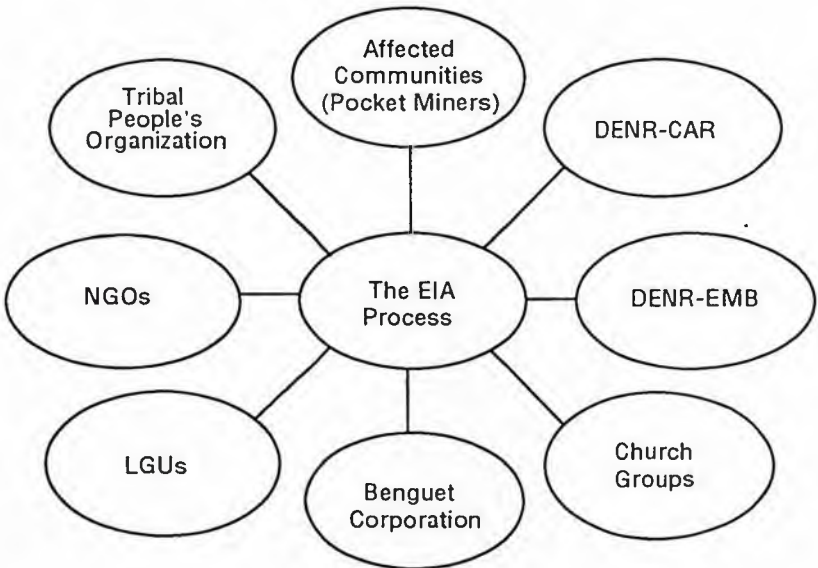 Affected
Communities
(Pocket Miners)
Tribal
People's
Organization
DENR-CAR
NGOs
The EIA
Process
DENR-EMB
LGUs
Benguet
Corporation
Church
Groups